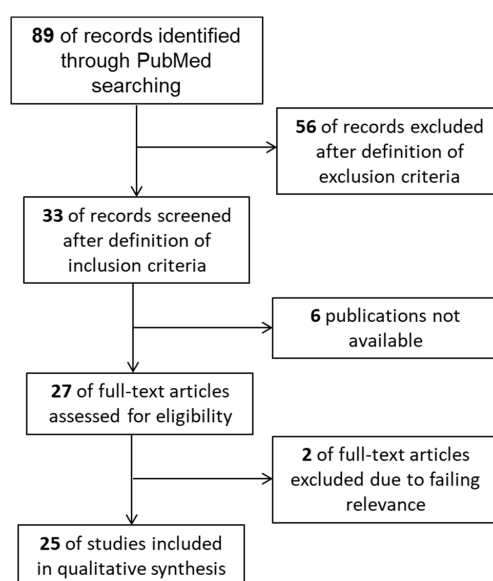 89 of records identified
through PubMed
searching
56 of records excluded
after definition of
exclusion criteria
33 of records screened
after definition of
inclusion criteria
6 publications not
available
27 of full-text articles
assessed for eligibility
2 of full-text articles
excluded due to failing
relevance
25 of studies included
in qualitative synthesis